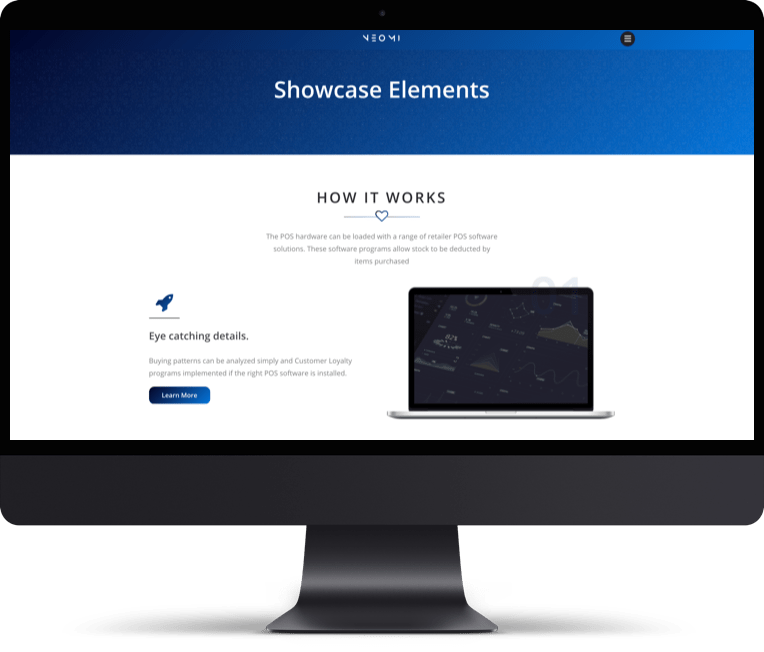 NEOMI
Showcase Elements
HOW IT WORKS
The POS hardware can be loaded with a range of retailer POS software
solutions. These software programs allow stock to be deducted by
items purchased
01
Eye catching details.
Buying patterns can be analyzed simply and Customer Loyalty
programs implemented if the right POS software is installed.
Learn More